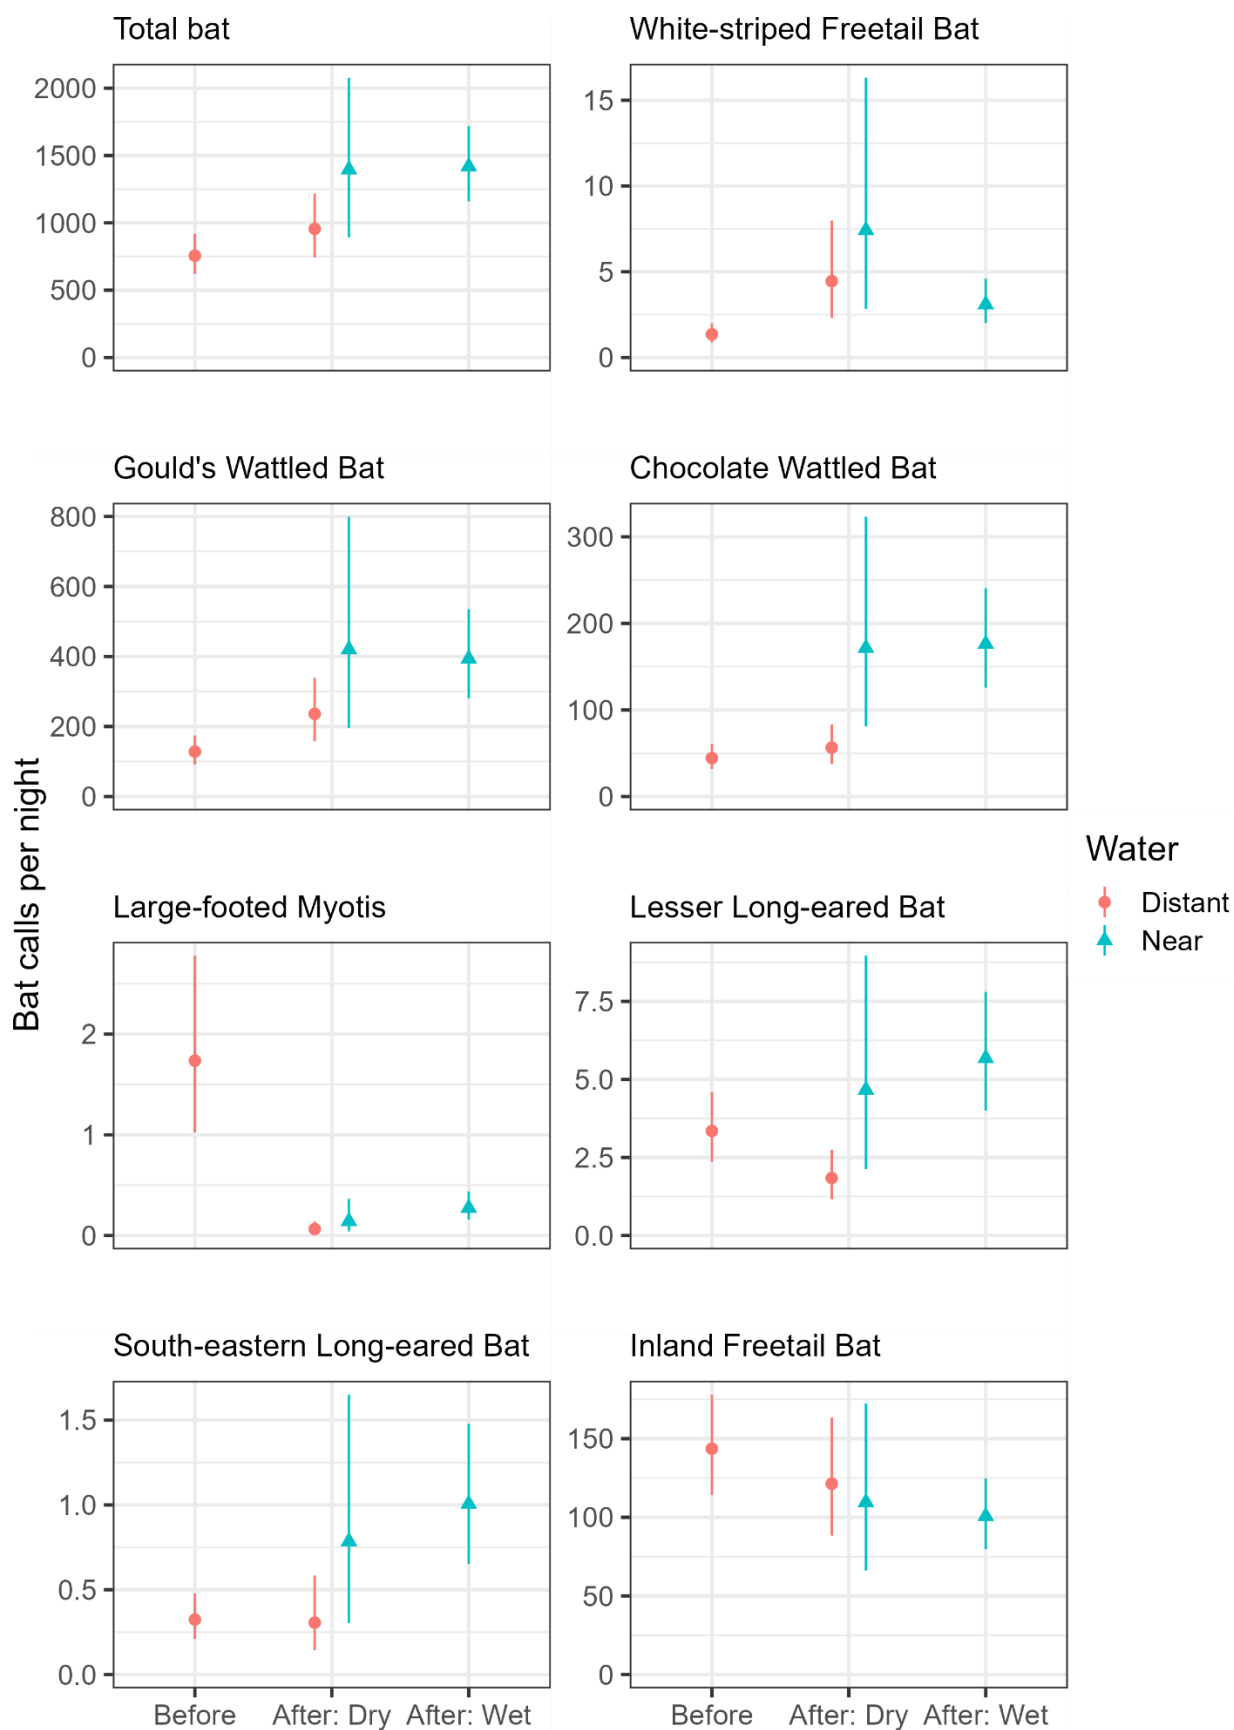 Total bat
White-striped Freetail Bat
2000
1500
1000
500
0
15
10
5
0
Gould's Wattled Bat
Chocolate Wattled Bat
800
600
400
200
0
300
200
100
0
Bat calls per night
Large-footed Myotis
Lesser Long-eared Bat
2
1
0
7.5
5.0
2.5
0.0
Water
Distant
Near
South-eastern Long-eared Bat
Inland Freetail Bat
1.5
1.0
0.5
0.0
150
100
50
0
Before After: Dry After: Wet
Before After: Dry After: Wet